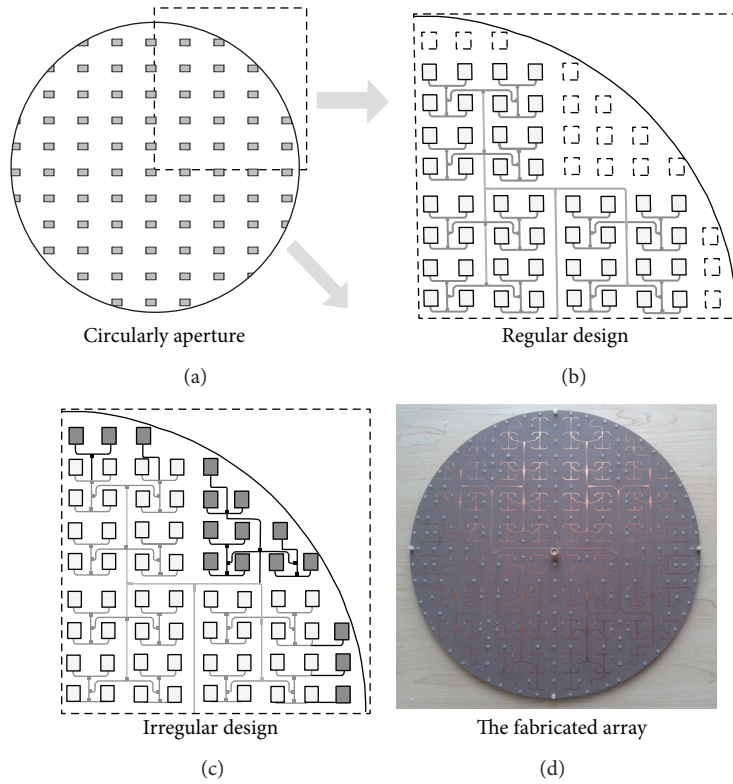 Circularly aperture
(a)
Regular design
(b)
Irregular design
(c)
The fabricated array
(d)